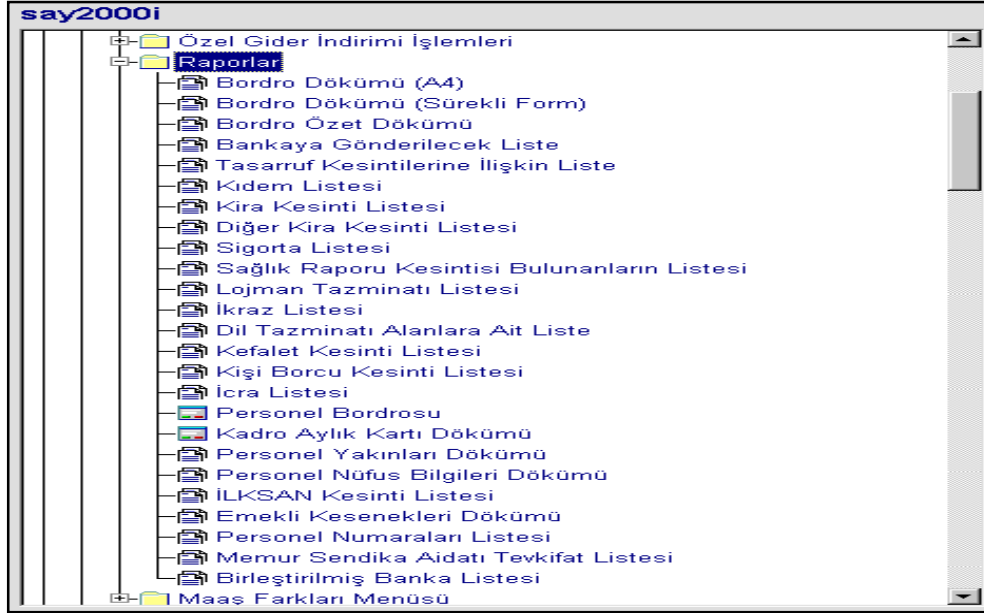 say2000i
Özel Gider İndirimi İşlemleri
Raporlar
Bordro Dökümü (A4)
Bordro Dökümü (Sürekli Form)
Bordro Özet Dökümü
Bankaya Gönderilecek Liste
Tasarruf Kesintilerine İlişkin Liste
Kıdem Listesi
Kira Kesinti Listesi
Diğer Kira Kesinti Listesi
Sigorta Listesi
Sağlık Raporu Kesintisi Bulunanların Listesi
Lojman Tazminatı Listesi
İkraz Listesi
Dil Tazminatı Alanlara Ait Liste
Kefalet Kesinti Listesi
Kişi Borcu Kesinti Listesi
İcra Listesi
Personel Bordrosu
Kadro Aylık Kartı Dökümü
Personel Yakınları Dökümü
Personel Nüfus Bilgileri Dökümü
İLKSAN Kesinti Listesi
Emekli Kesenekleri Dökümü
Personel Numaraları Listesi
Memur Sendika Aidatı Tevkifat Listesi
Birleştirilmiş Banka Listesi
Maaş Farkları Menüsü